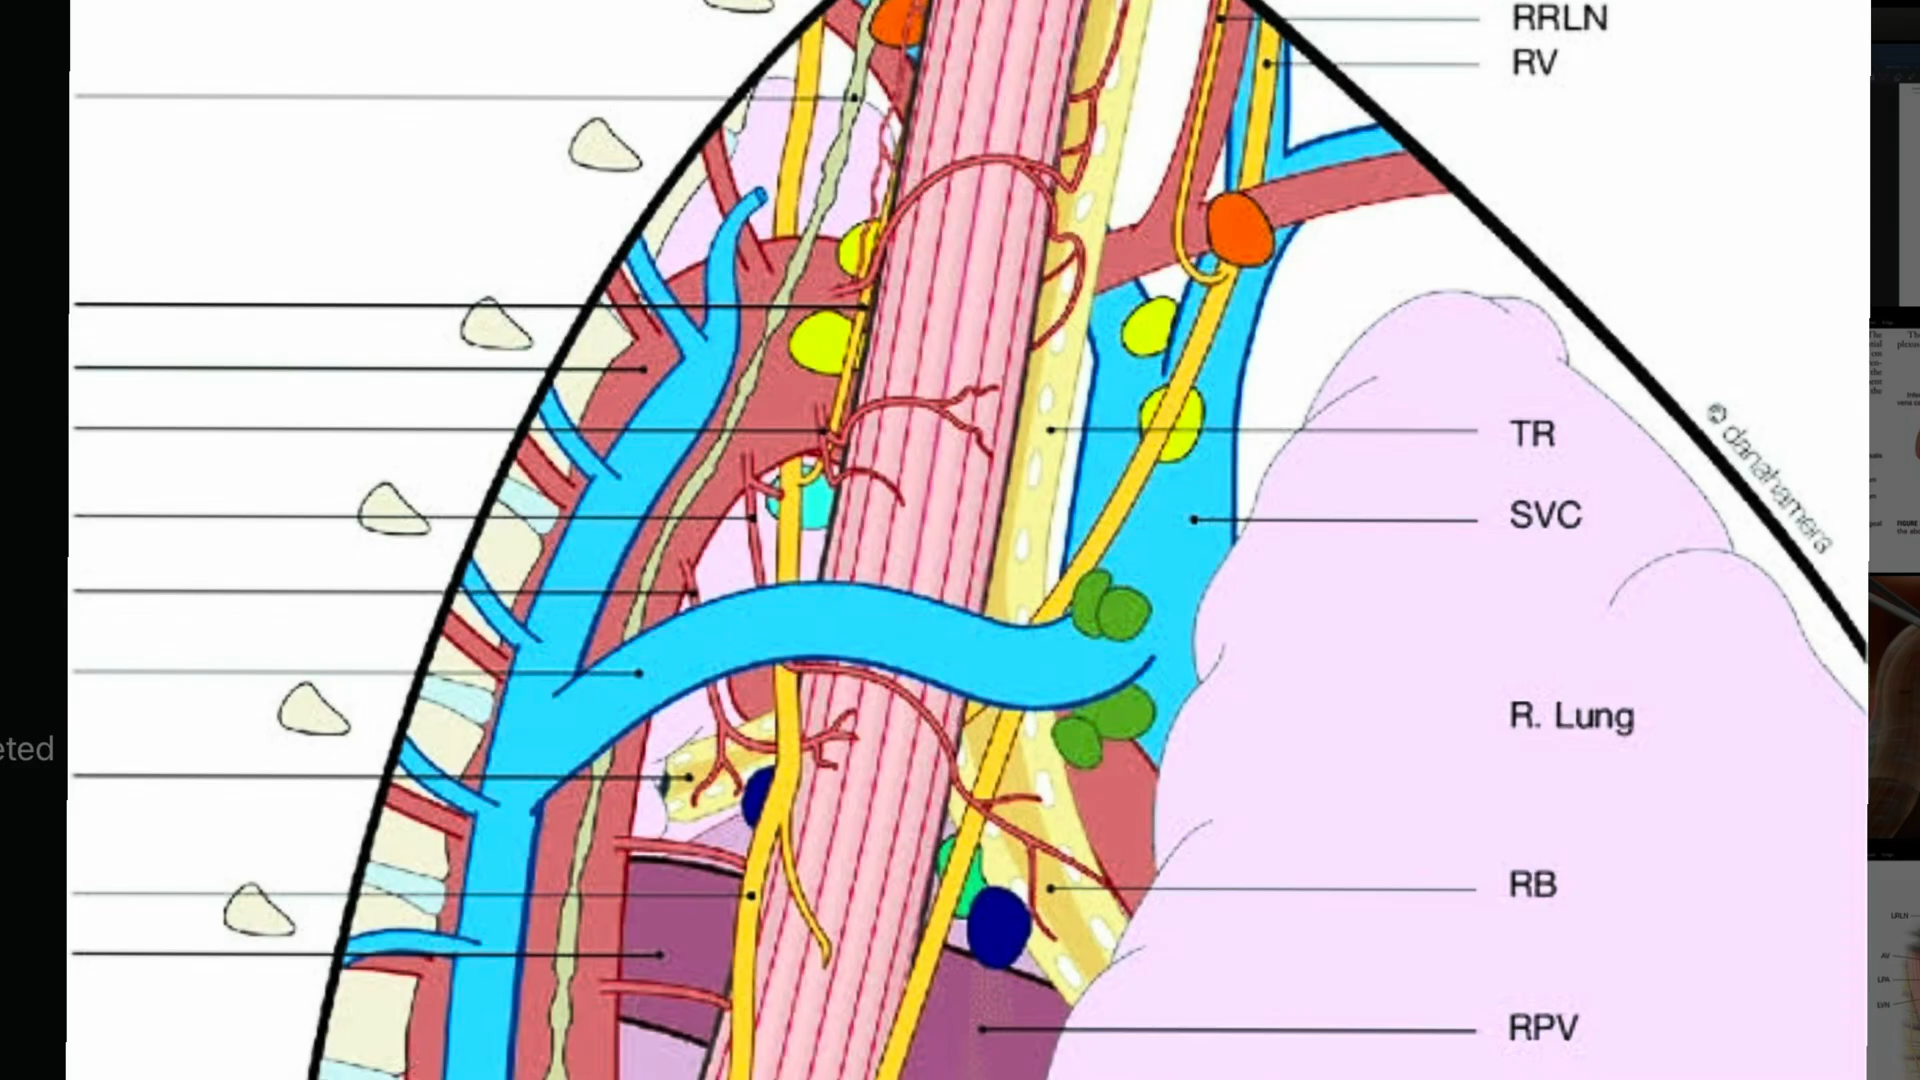 RRLN
RV
TR
SVC
© danahamers
R. Lung
eted
RB
RPV